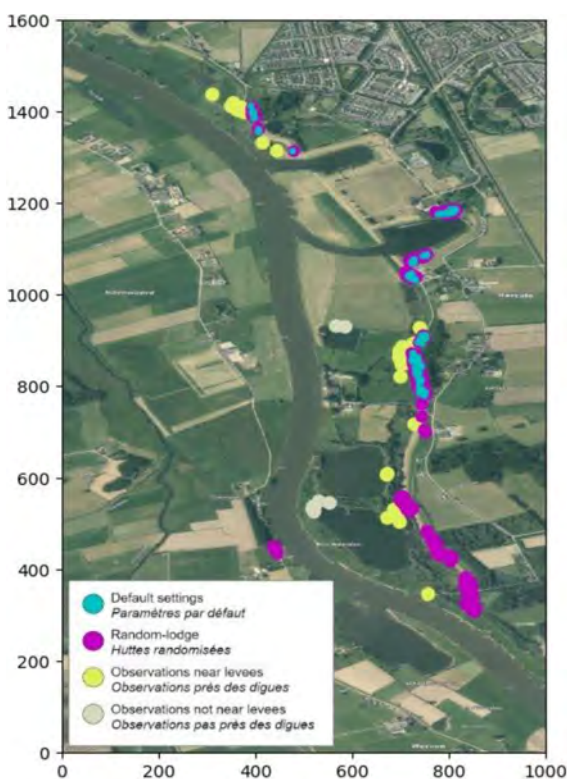 1600
1400
1200
1000
800
600
400
200
0
0 200 400 600 800 1000
Default settings
Paramètres par défaut
Random-lodge
Huttes randomisées
Observations near levees
Observations près des digues
Observations not near levees
Observations pas près des digues